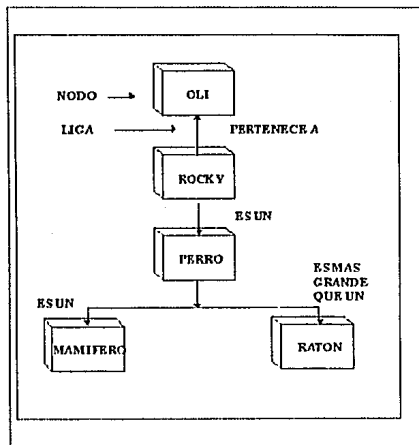 NODO
OLI
LIGA
PERTENECE A
ROCKY
ES UN
PERRO
ES MAS
GRANDE
QUE UN
ES UN
MAMIFERO
RATON